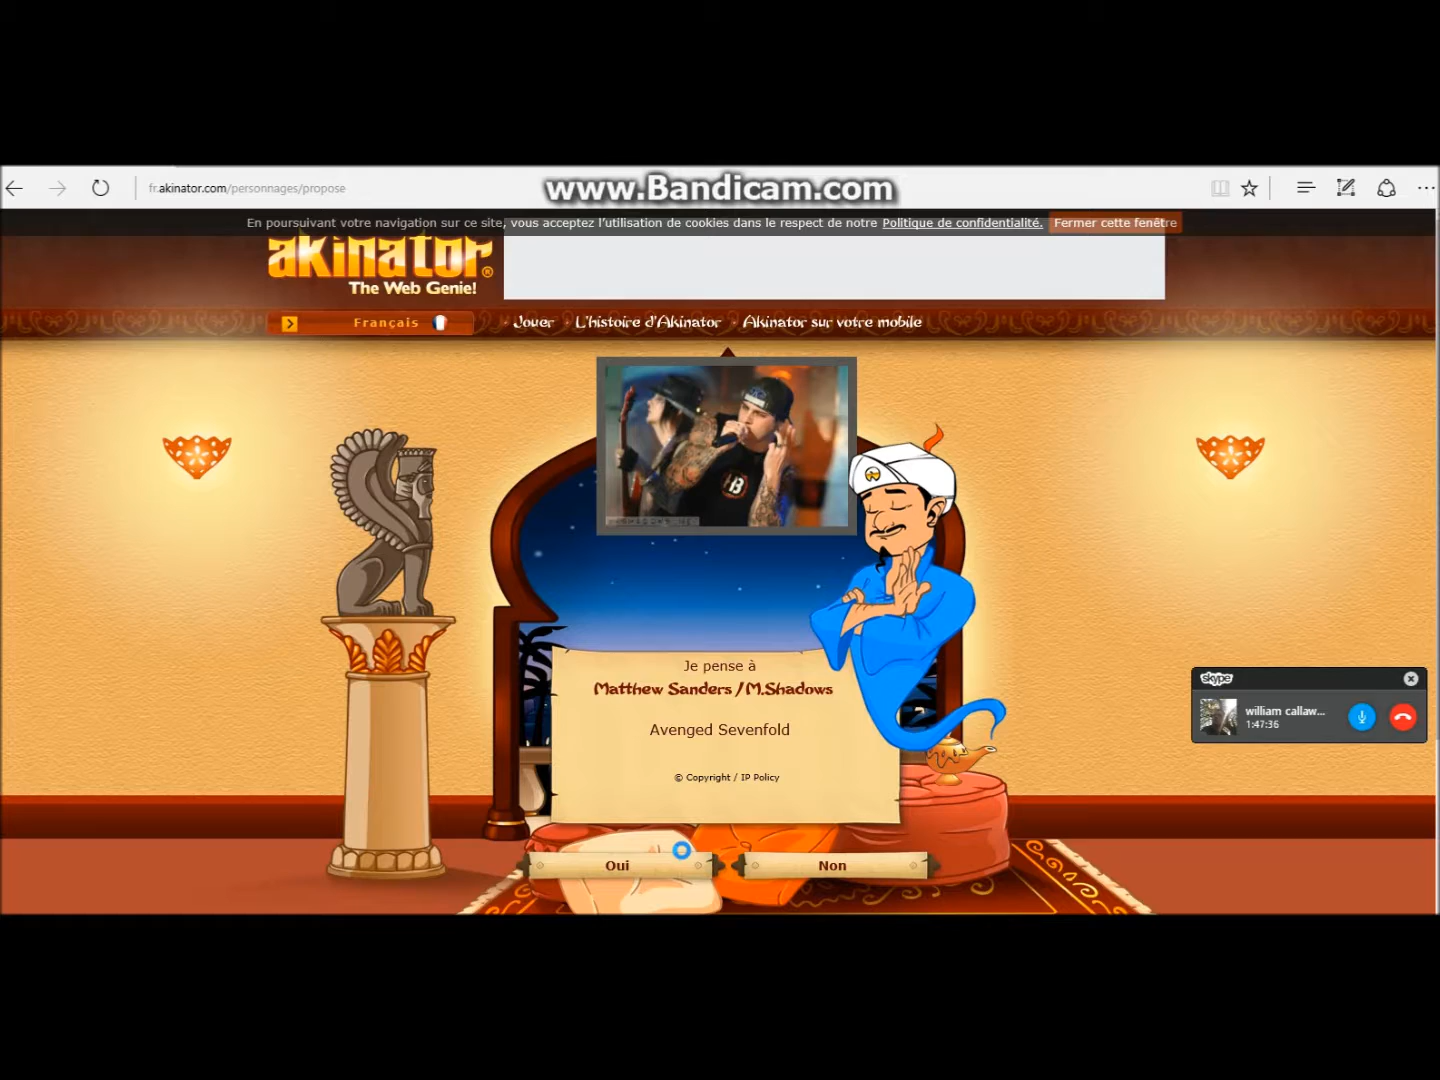 www.Bandicam.com
fr.akinator.com/personnages/propose
En poursuivant votre navigation sur ce site, vous acceptez l'utilisation de cookies dans le respect de notre Politique de confidentialité. Fermer cette fenêtre
akinator®
The Web Genie!
Français
Jouer · L'histoire d'Akinator · Akinator sur votre mobile
Je pense à
Matthew Sanders /M.Shadows
Avenged Sevenfold
© Copyright / IP Policy
Oui
Non
skype
william callaw...
1:47:36